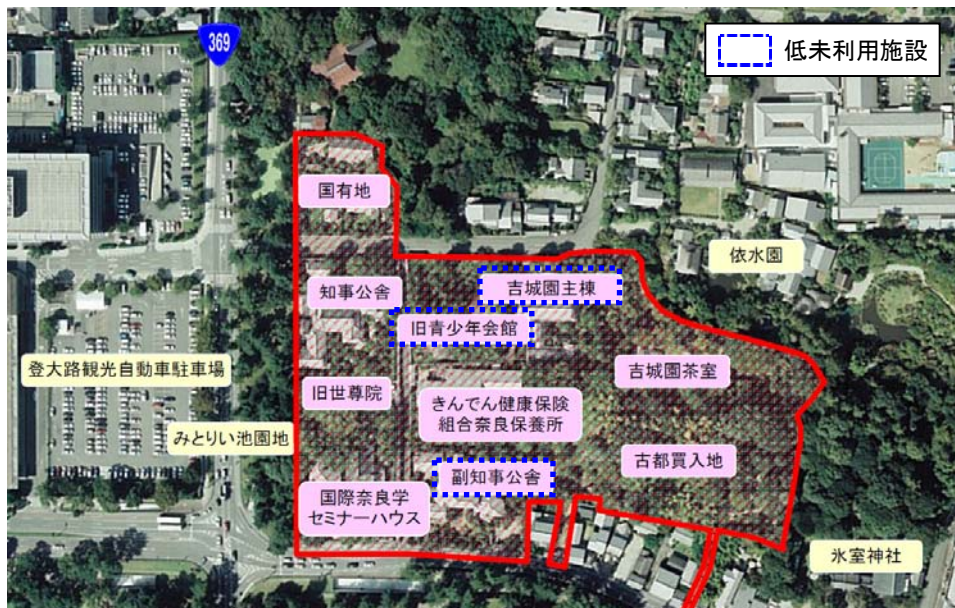 369
低未利用施設
国有地
依水園
知事公舎
吉城園主棟
旧青少年会館
登大路観光自動車駐車場
旧世尊院
きんでん健康保険
組合奈良保養所
吉城園茶室
みとりい池園地
古都買入地
副知事公舎
国際奈良学
セミナーハウス
氷室神社